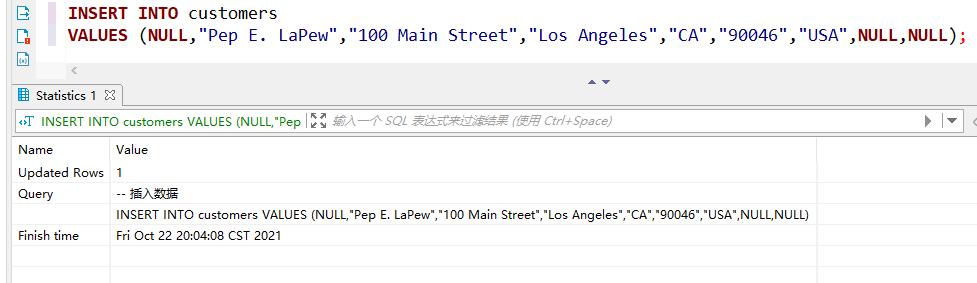 INSERT INTO customers
VALUES (NULL,"Pep E. LaPew","100 Main Street","Los Angeles","CA","90046","USA",NULL,NULL);
Statistics 1
INSERT INTO customers VALUES (NULL,"Pep 输入一个 SQL 表达式来过滤结果 (使用 Ctrl+Space)
Name Value
Updated Rows 1
Query -- 插入数据
INSERT INTO customers VALUES (NULL,"Pep E. LaPew","100 Main Street","Los Angeles","CA","90046","USA",NULL,NULL)
Finish time Fri Oct 22 20:04:08 CST 2021